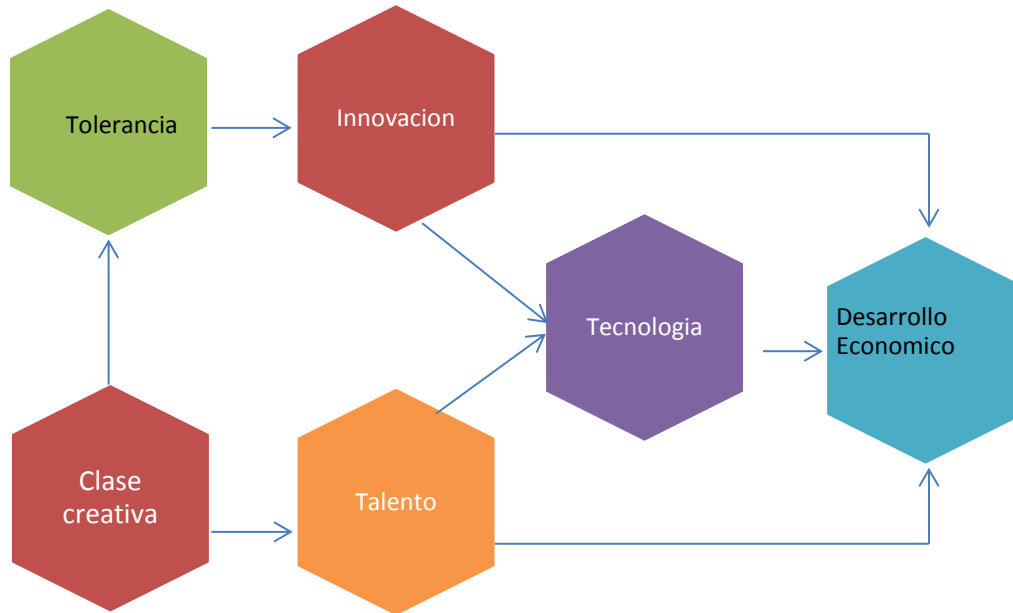 Tolerancia
Innovacion
Tecnologia
Desarrollo
Economico
Clase
creativa
Talento